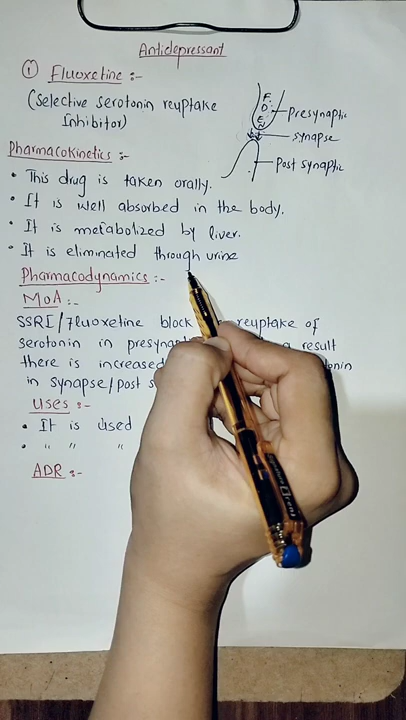 Antidepressant
① Fluoxetine :-
(Selective serotonin reuptake
Inhibitor)
Presynaptic
synapse
Post synaptic
Pharmacokinetics :-
• This drug is taken orally.
• It is well absorbed in the body.
• It is metabolized by liver.
• It is eliminated through urine
Pharmacodynamics :-
MOA :-
SSRI/Fluoxetine block reuptake of
serotonin in a result
there is increased
in synapse/post
Uses :-
• It is used
• " " "
ADR :-